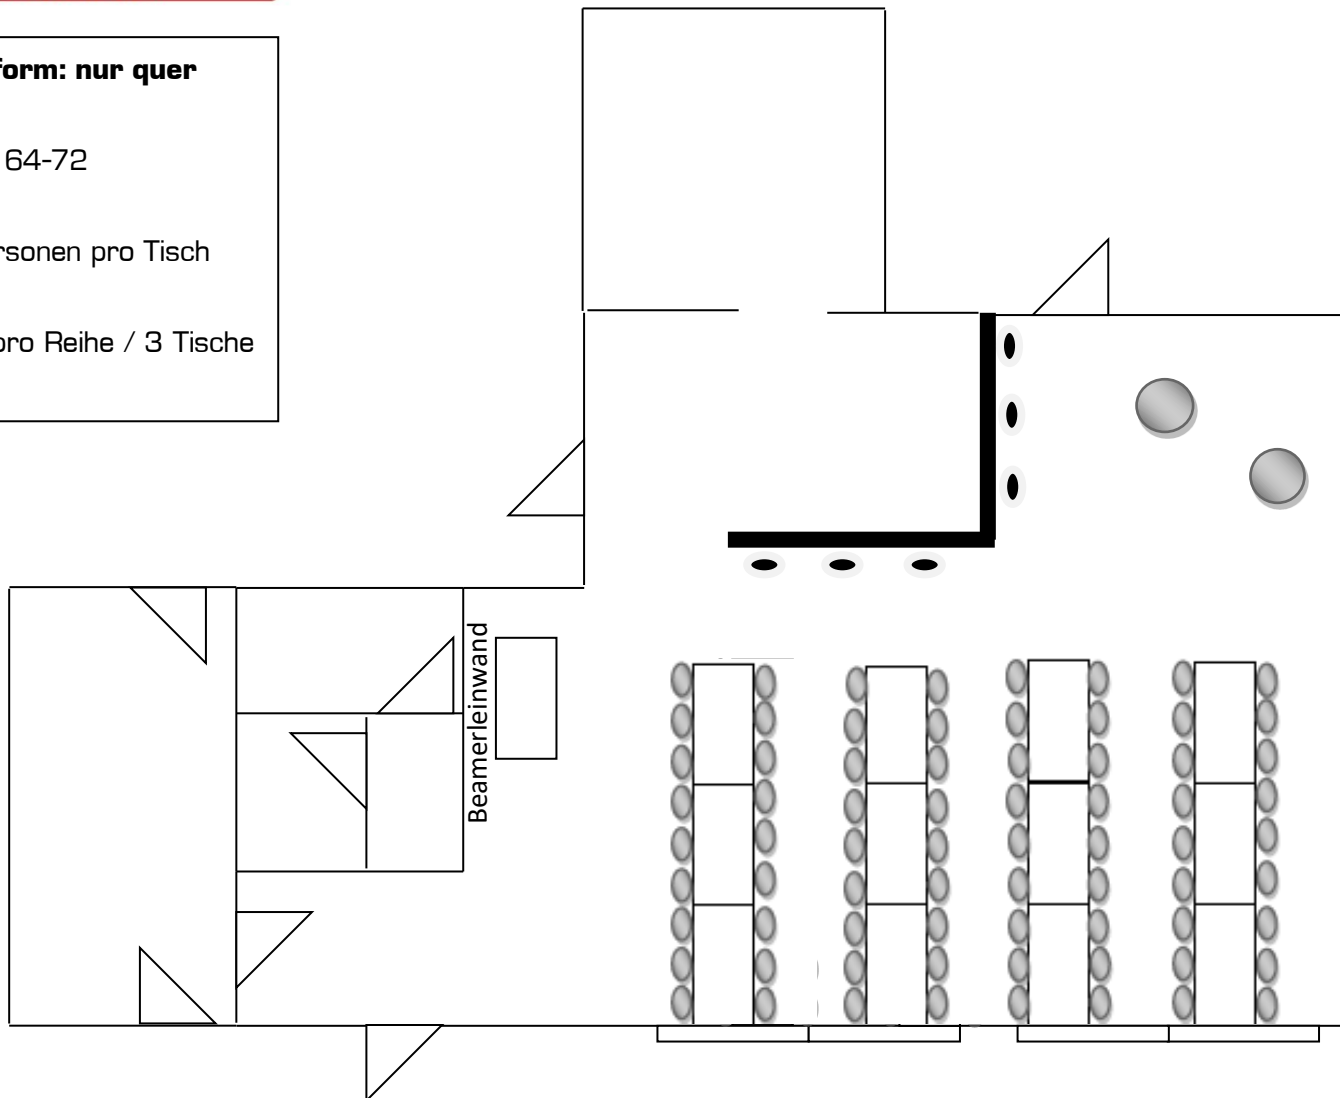 form: nur quer
64-72
rsonen pro Tisch
pro Reihe / 3 Tische
Beamerleinwand